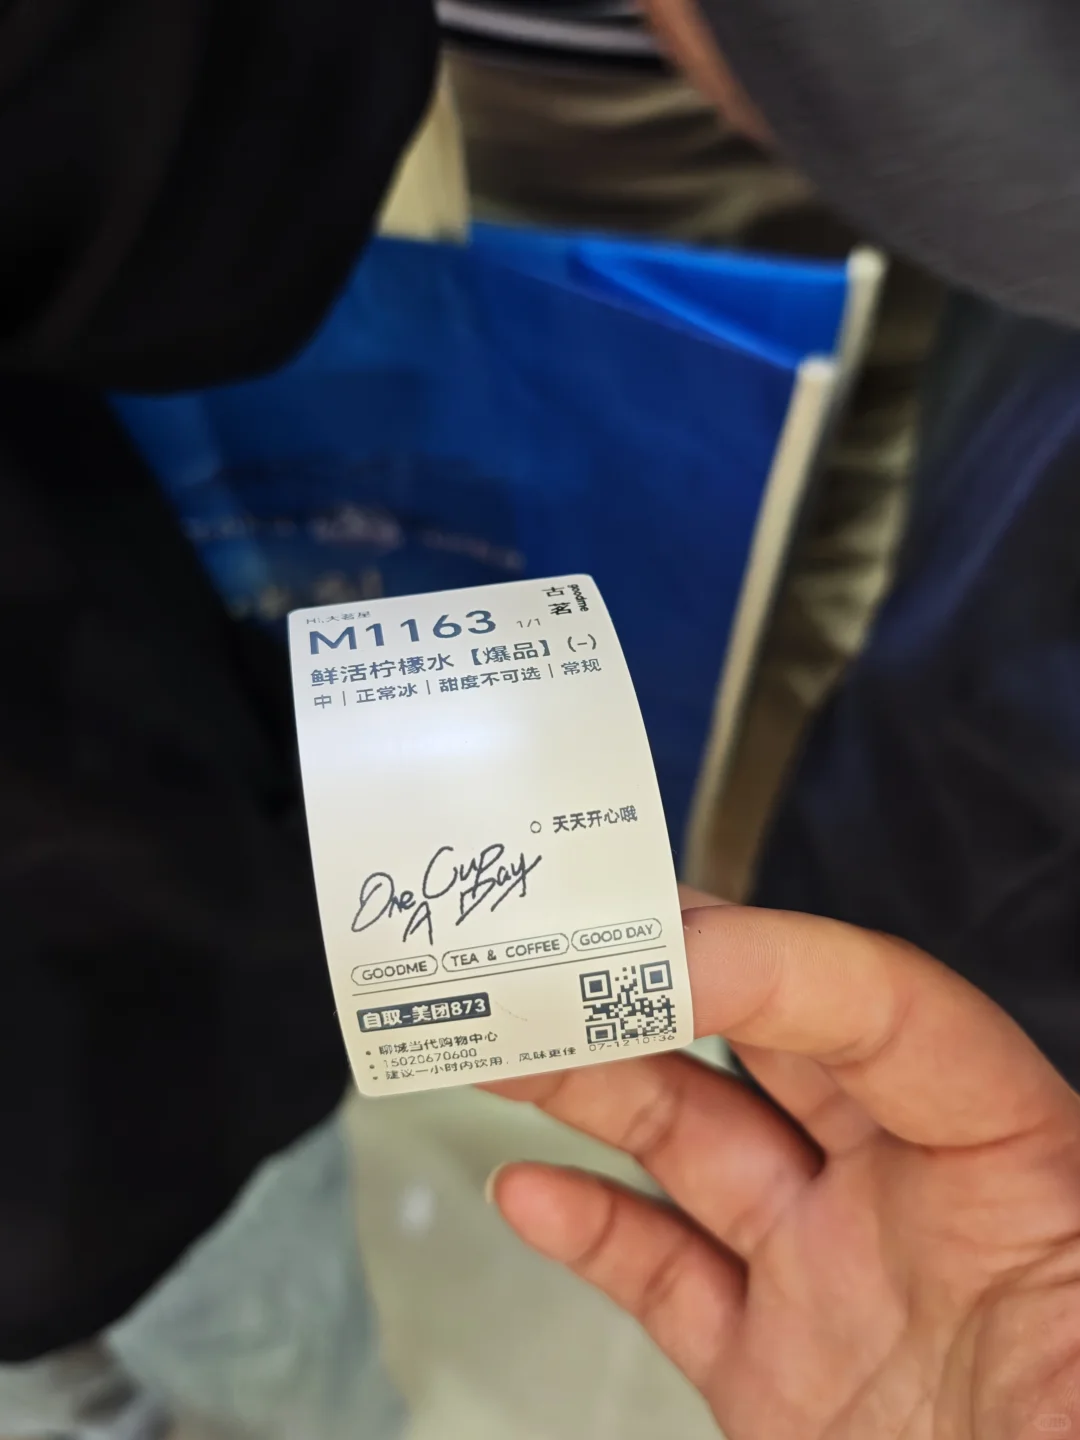 Hi,大茗星
古茗 goodme
M1163 1/1
鲜活柠檬水【爆品】(-)
中｜正常冰｜甜度不可选｜常规
天天开心哦
One Cup
A Day
GOODME TEA & COFFEE GOOD DAY
自取-美团873
• 聊城当代购物中心
• 15020670600
• 建议一小时内饮用，风味更佳
07-12 10:36